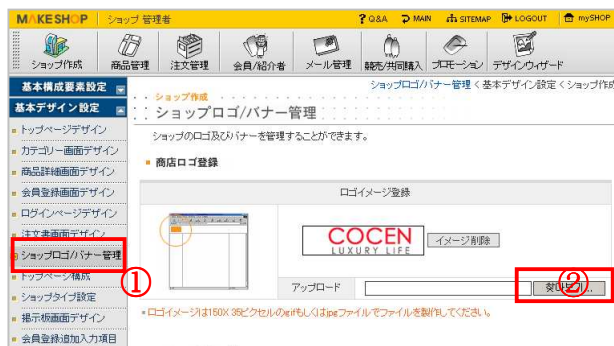 MAKESHOP ショップ 管理者 ? Q&A MAIN SITEMAP LOGOUT mySHOP
ショップ作成 商品管理 注文管理 会員/紹介者 メール管理 競売/共同購入 プロモーション デザインウィザード
基本構成要素設定
基本デザイン設定
トップページデザイン
カテゴリー画面デザイン
商品詳細画面デザイン
会員登録画面デザイン
ログインページデザイン
注文書画面デザイン
ショップロゴ/バナー管理
トップページ構成
ショップタイプ設定
掲示板画面デザイン
会員登録追加入力項目
①
ショップロゴ/バナー管理 < 基本デザイン設定 < ショップ作成
ショップ作成
ショップロゴ/バナー管理
ショップのロゴ及びバナーを管理することができます。
商店ロゴ登録
ロゴイメージ登録
COCEN
LUXURY LIFE
イメージ削除
アップロード
찾아보기...
②
ロゴイメージは150X 35ピクセルのgifもしくはjpgファイルでファイルを製作してください。